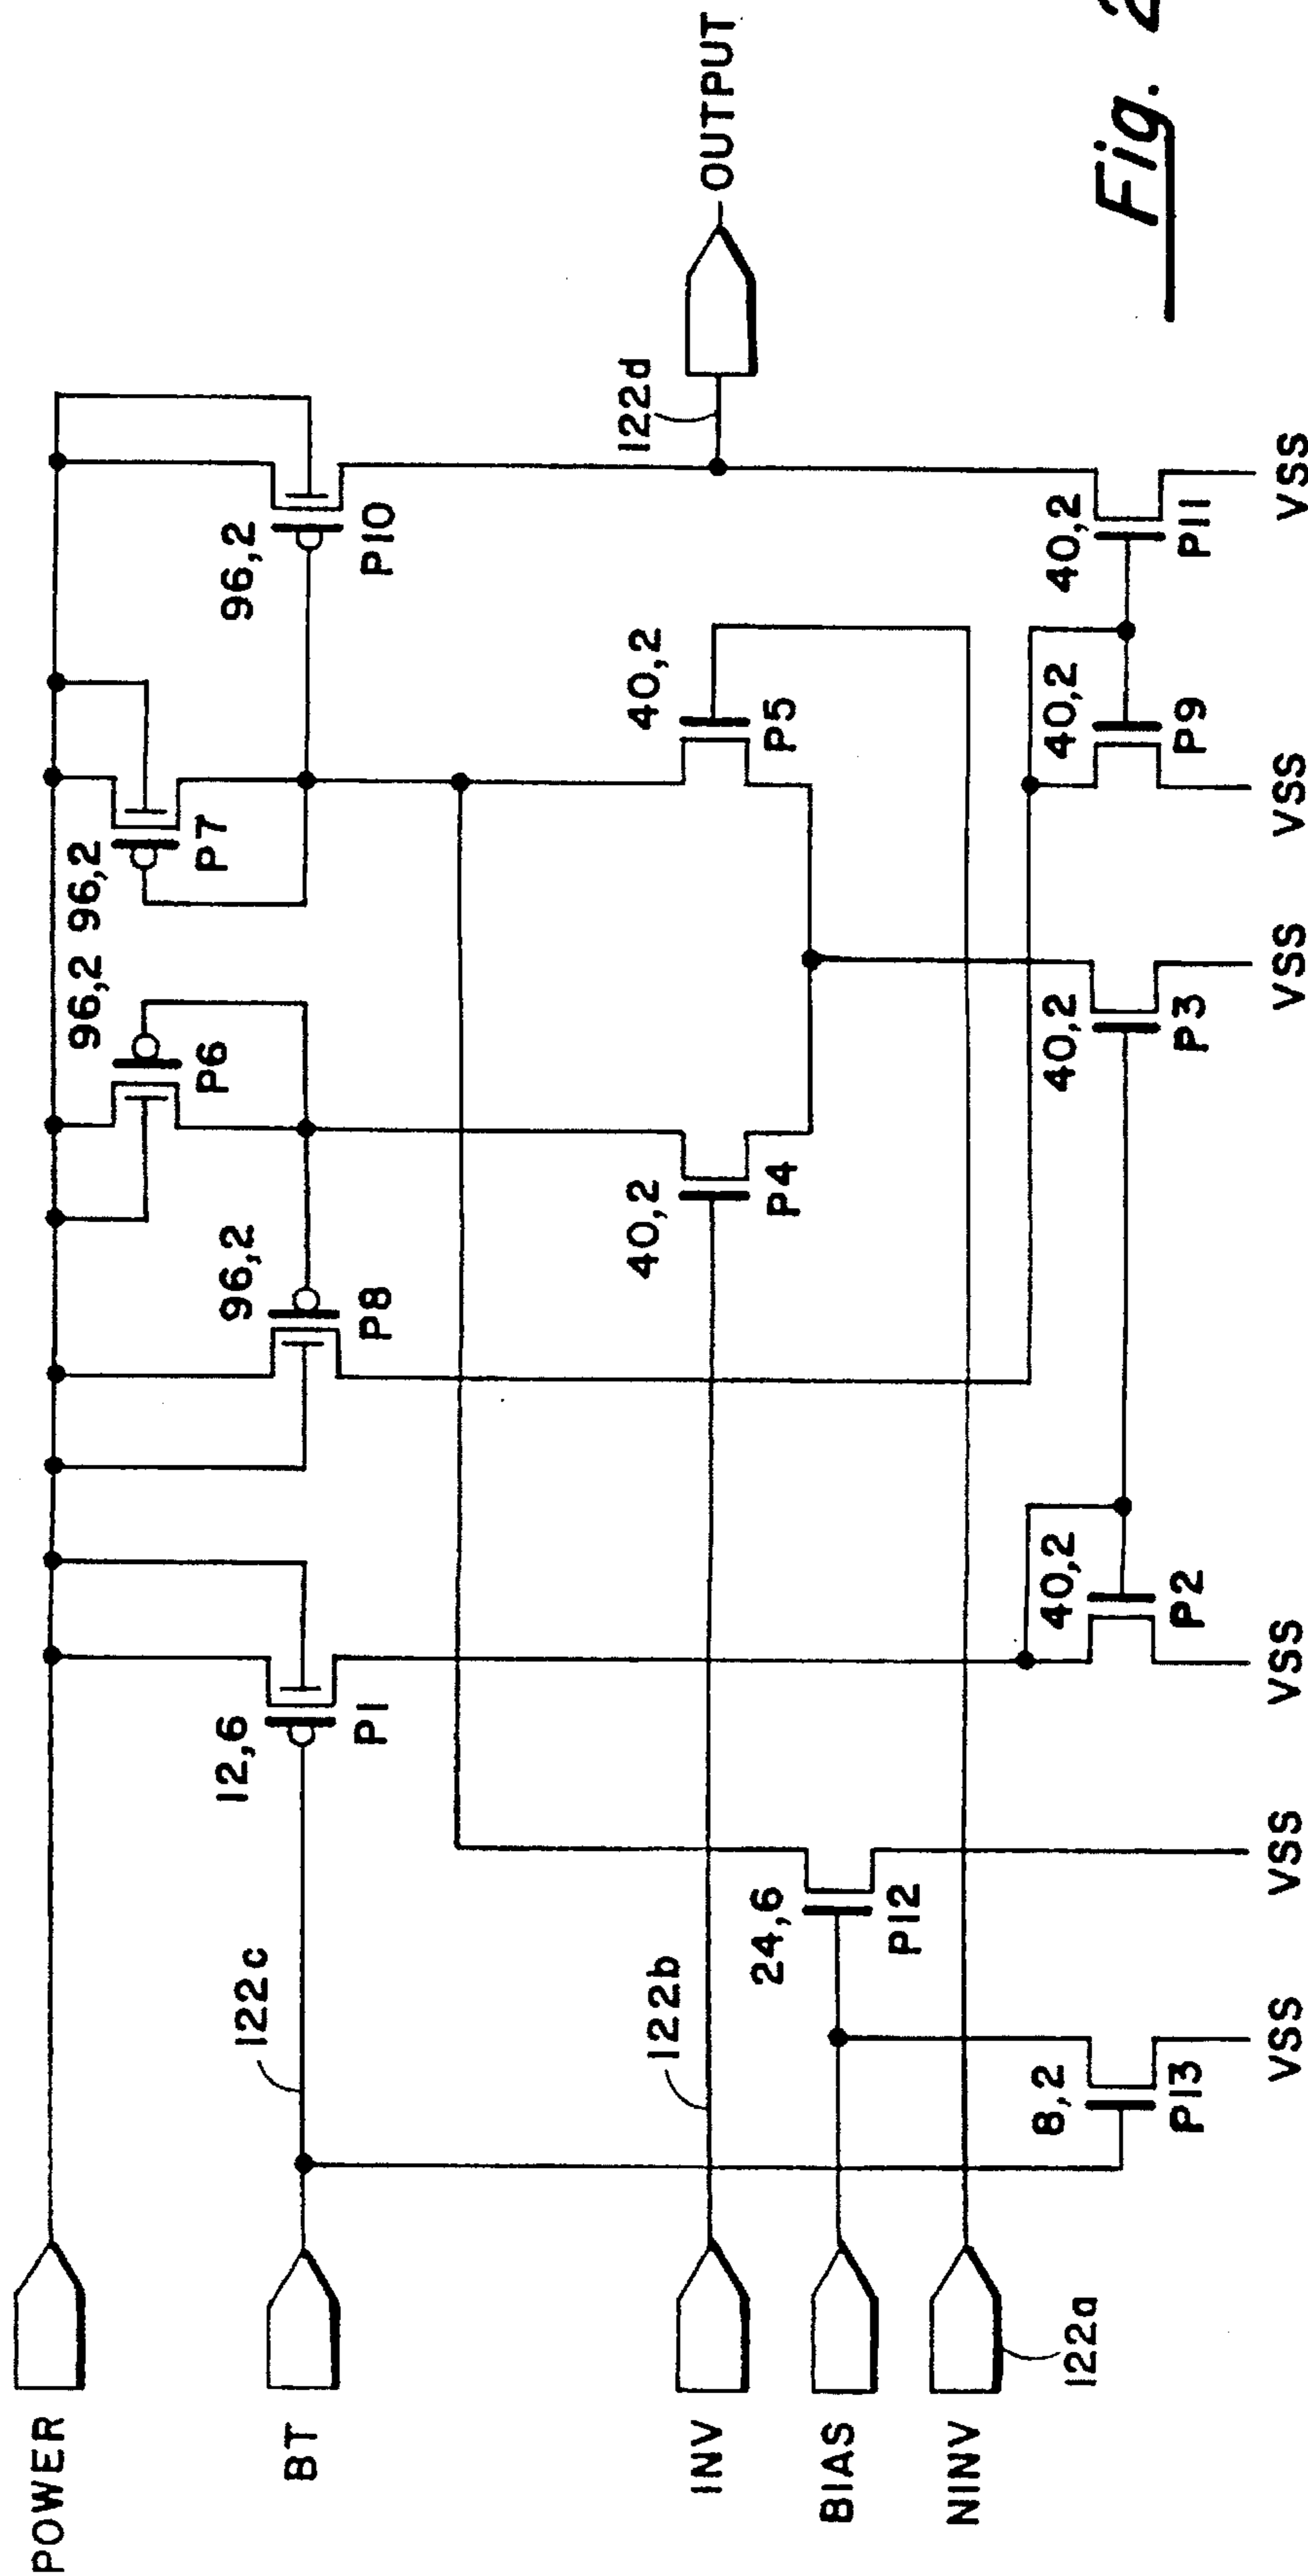 POWER
BT
INV
BIAS
NINV
122a
122b
122c
12,6
P1
96,2
P8
96,2 96,2
P6
P7
96,2
P10
122d
OUTPUT
40,2
P4
40,2
P5
24,6
P12
8,2
P13
40,2
P2
40,2
P3
40,2
P9
40,2
P11
VSS
VSS
VSS
VSS
VSS
VSS
Fig. 2